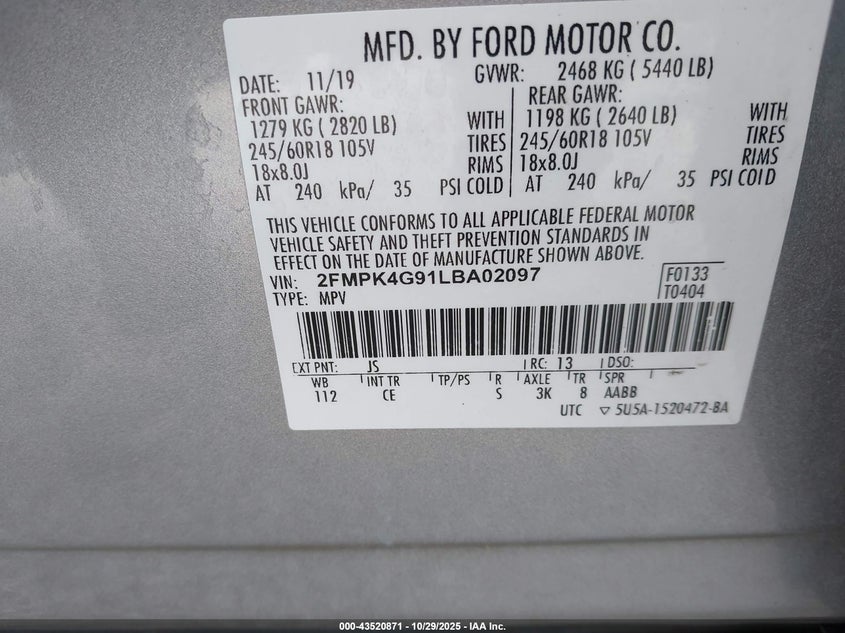 MFD. BY FORD MOTOR CO.
DATE: 11/19 GVWR: 2468 KG ( 5440 LB)
FRONT GAWR: REAR GAWR:
1279 KG ( 2820 LB) WITH 1198 KG ( 2640 LB) WITH
245/60R18 105V TIRES 245/60R18 105V TIRES
18x8.0J RIMS 18x8.0J RIMS
AT 240 kPa/ 35 PSI COLD AT 240 kPa/ 35 PSI COLD
THIS VEHICLE CONFORMS TO ALL APPLICABLE FEDERAL MOTOR
VEHICLE SAFETY AND THEFT PREVENTION STANDARDS IN
EFFECT ON THE DATE OF MANUFACTURE SHOWN ABOVE.
VIN: 2FMPK4G91LBA02097 F0133
TYPE: MPV T0404
EXT PNT: JS RC: 13 DSO:
WB INT TR TP/PS R AXLE TR SPR
112 CE S 3K 8 AABB
UTC ▽ 5U5A-1520472-BA
000-43520871 - 10/29/2025 - IAA Inc.